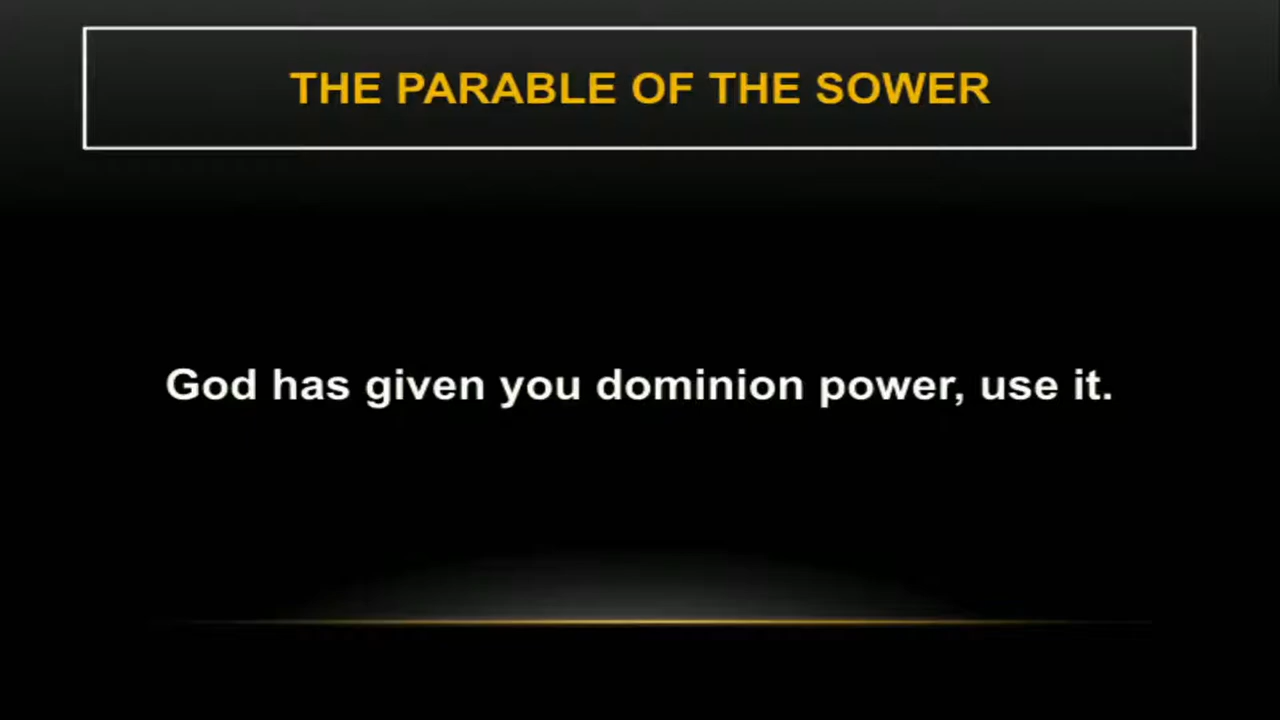 THE PARABLE OF THE SOWER
God has given you dominion power, use it.